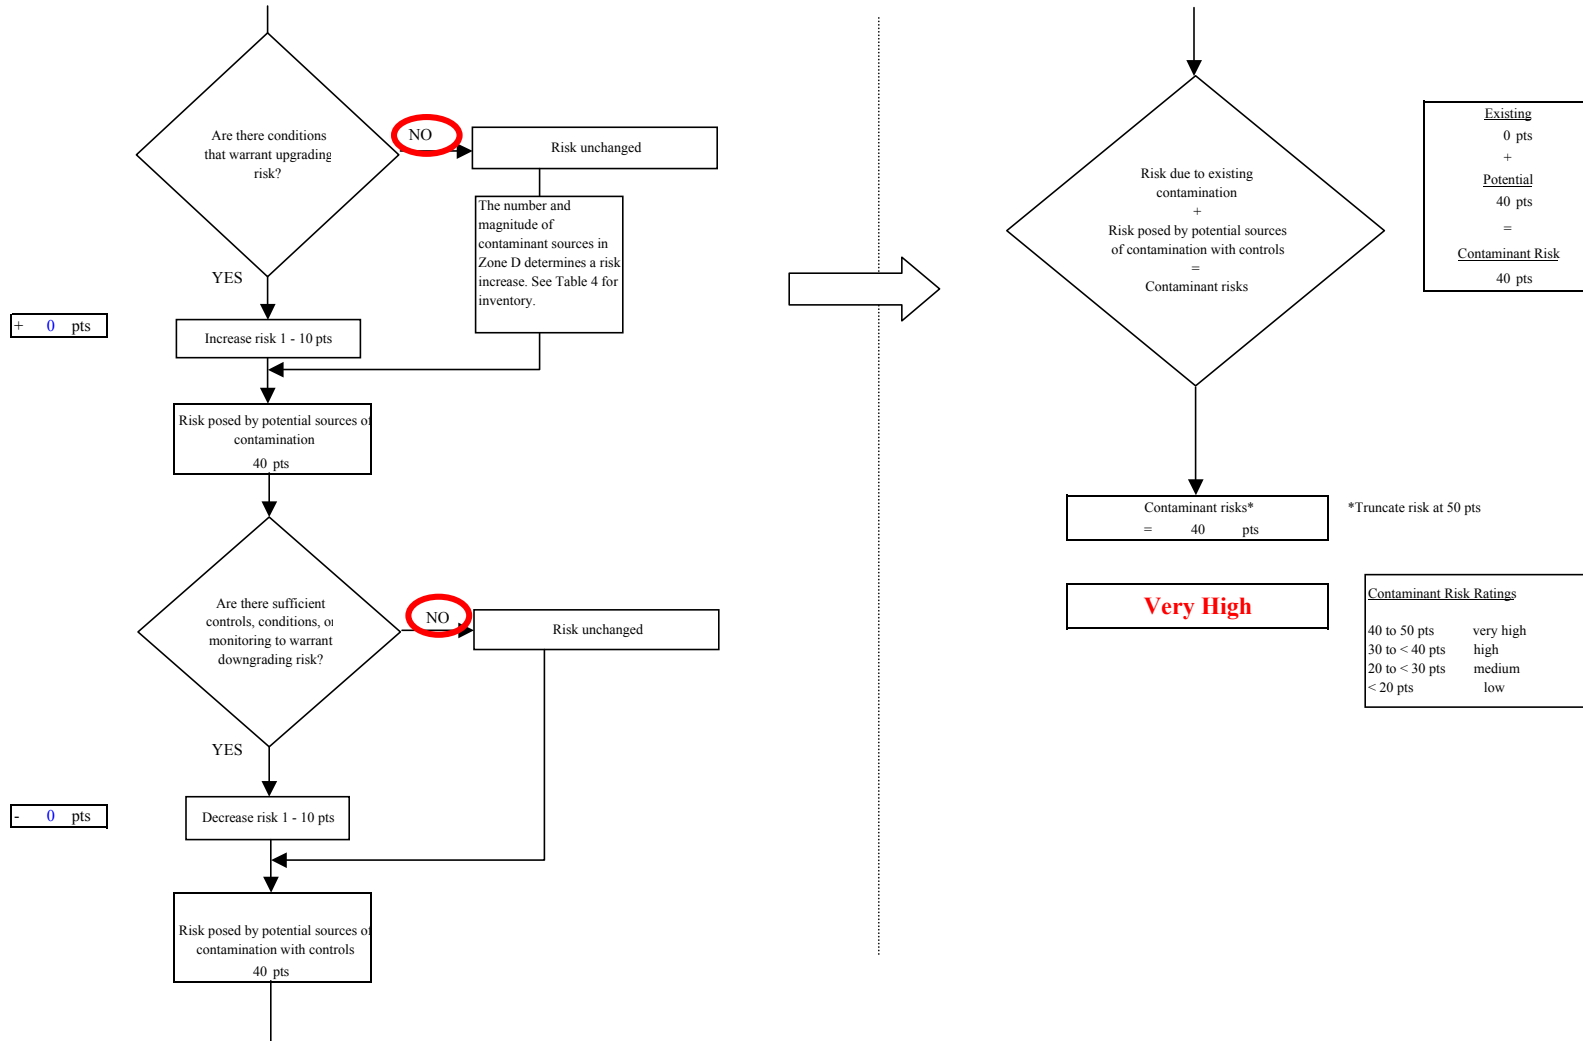 Are there conditions
that warrant upgrading
risk?
NO
Risk unchanged
The number and
magnitude of
contaminant sources in
Zone D determines a risk
increase. See Table 4 for
inventory.
YES
+ 0 pts
Increase risk 1 - 10 pts
Risk posed by potential sources of
contamination
40 pts
Are there sufficient
controls, conditions, or
monitoring to warrant
downgrading risk?
NO
Risk unchanged
YES
- 0 pts
Decrease risk 1 - 10 pts
Risk posed by potential sources of
contamination with controls
40 pts
Risk due to existing
contamination
+
Risk posed by potential sources
of contamination with controls
=
Contaminant risks
Existing
0 pts
+
Potential
40 pts
=
Contaminant Risk
40 pts
Contaminant risks*
= 40 pts
*Truncate risk at 50 pts
Very High
Contaminant Risk Ratings
40 to 50 pts very high
30 to < 40 pts high
20 to < 30 pts medium
< 20 pts low